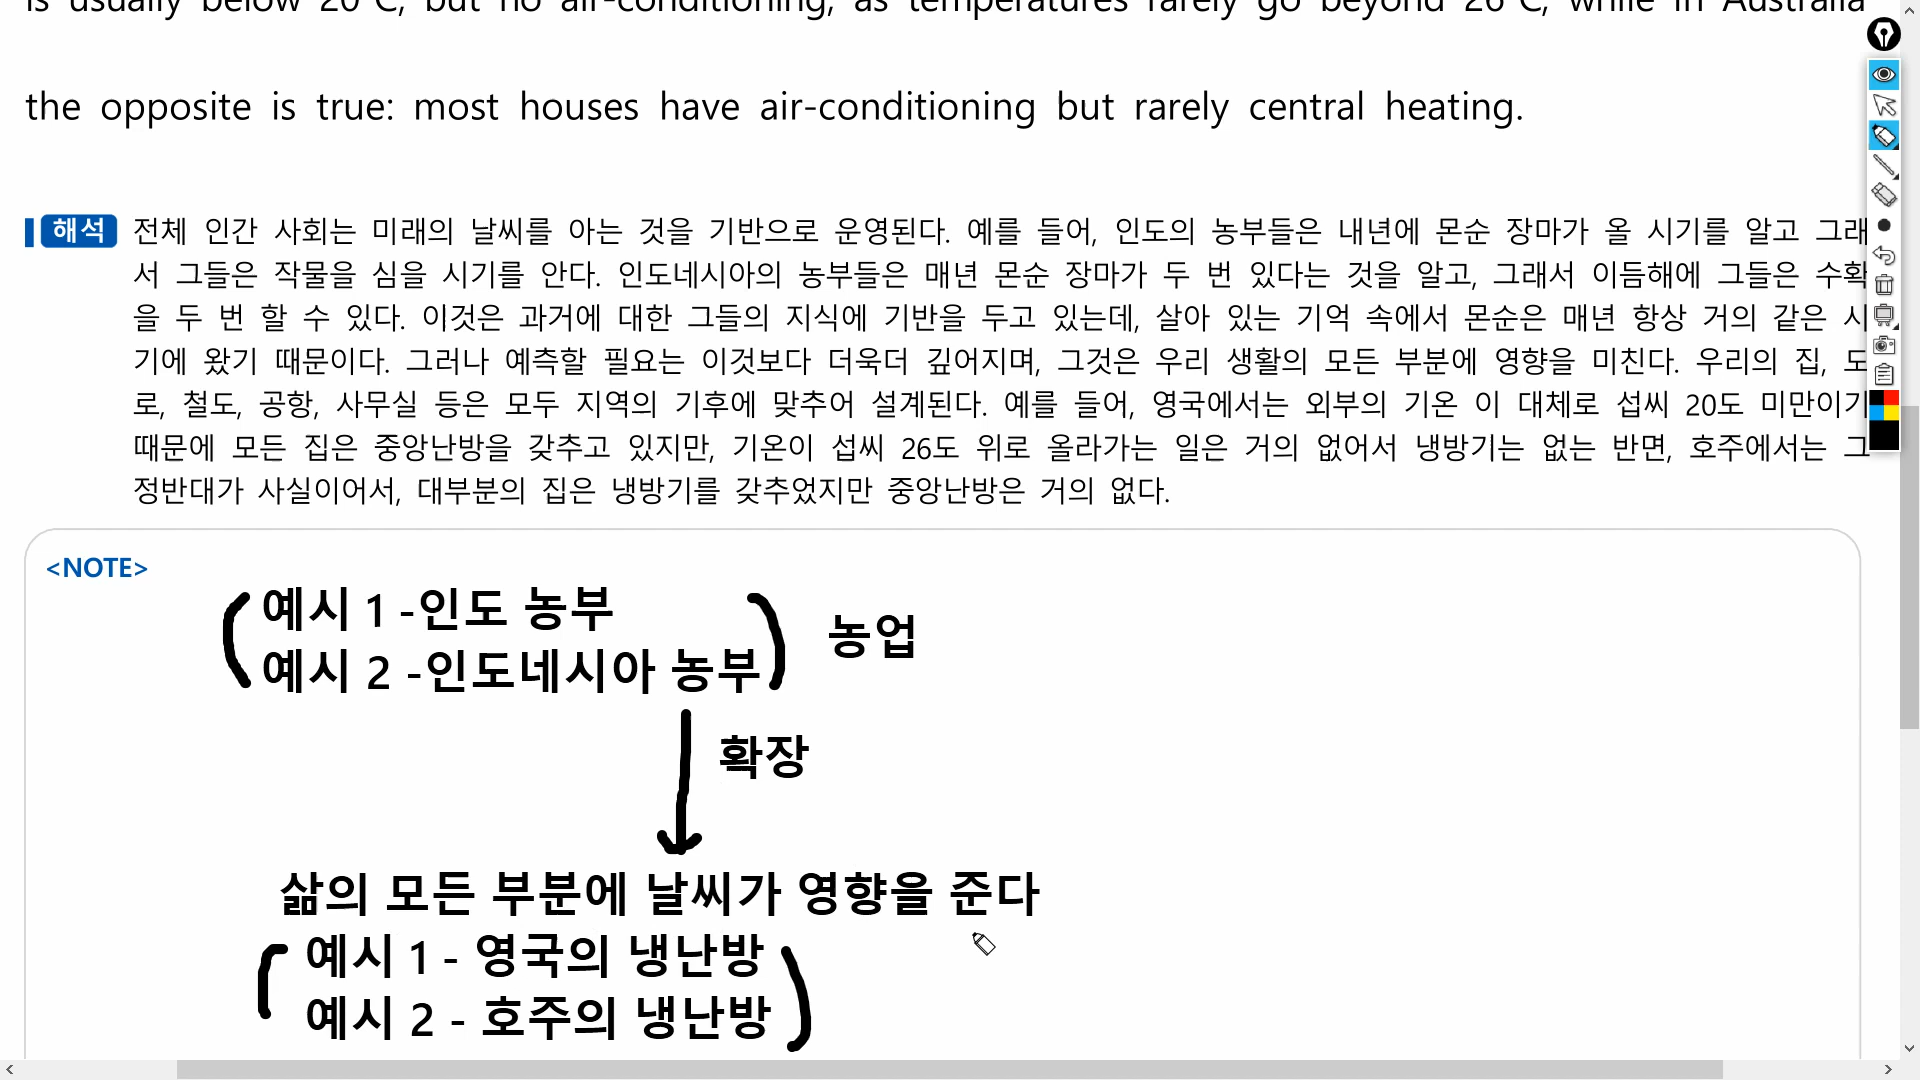 is usually below 20°C, but no air-conditioning, as temperatures rarely go beyond 26°C, while in Australia
the opposite is true: most houses have air-conditioning but rarely central heating.
해석 전체 인간 사회는 미래의 날씨를 아는 것을 기반으로 운영된다. 예를 들어, 인도의 농부들은 내년에 몬순 장마가 올 시기를 알고 그래
서 그들은 작물을 심을 시기를 안다. 인도네시아의 농부들은 매년 몬순 장마가 두 번 있다는 것을 알고, 그래서 이듬해에 그들은 수확
을 두 번 할 수 있다. 이것은 과거에 대한 그들의 지식에 기반을 두고 있는데, 살아 있는 기억 속에서 몬순은 매년 항상 거의 같은 시
기에 왔기 때문이다. 그러나 예측할 필요는 이것보다 더욱더 깊어지며, 그것은 우리 생활의 모든 부분에 영향을 미친다. 우리의 집, 도
로, 철도, 공항, 사무실 등은 모두 지역의 기후에 맞추어 설계된다. 예를 들어, 영국에서는 외부의 기온 이 대체로 섭씨 20도 미만이기
때문에 모든 집은 중앙난방을 갖추고 있지만, 기온이 섭씨 26도 위로 올라가는 일은 거의 없어서 냉방기는 없는 반면, 호주에서는 그
정반대가 사실이어서, 대부분의 집은 냉방기를 갖추었지만 중앙난방은 거의 없다.
<NOTE>
예시 1 -인도 농부
예시 2 -인도네시아 농부
농업
확장
삶의 모든 부분에 날씨가 영향을 준다
예시 1 - 영국의 냉난방
예시 2 - 호주의 냉난방